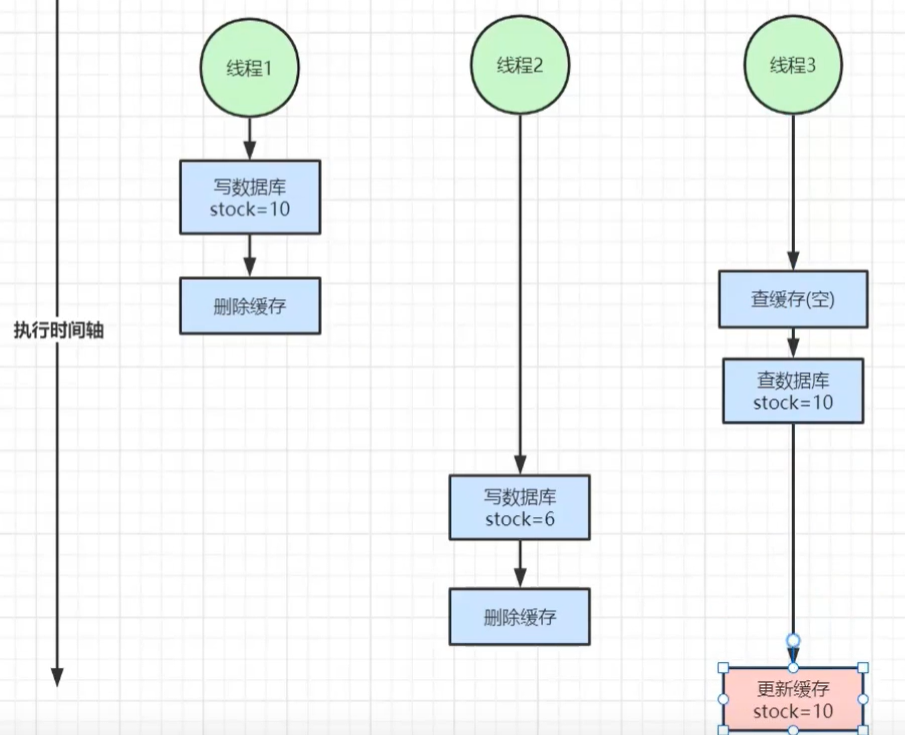 线程1
线程2
线程3
写数据库
stock=10
删除缓存
查缓存(空)
执行时间轴
查数据库
stock=10
写数据库
stock=6
删除缓存
更新缓存
stock=10